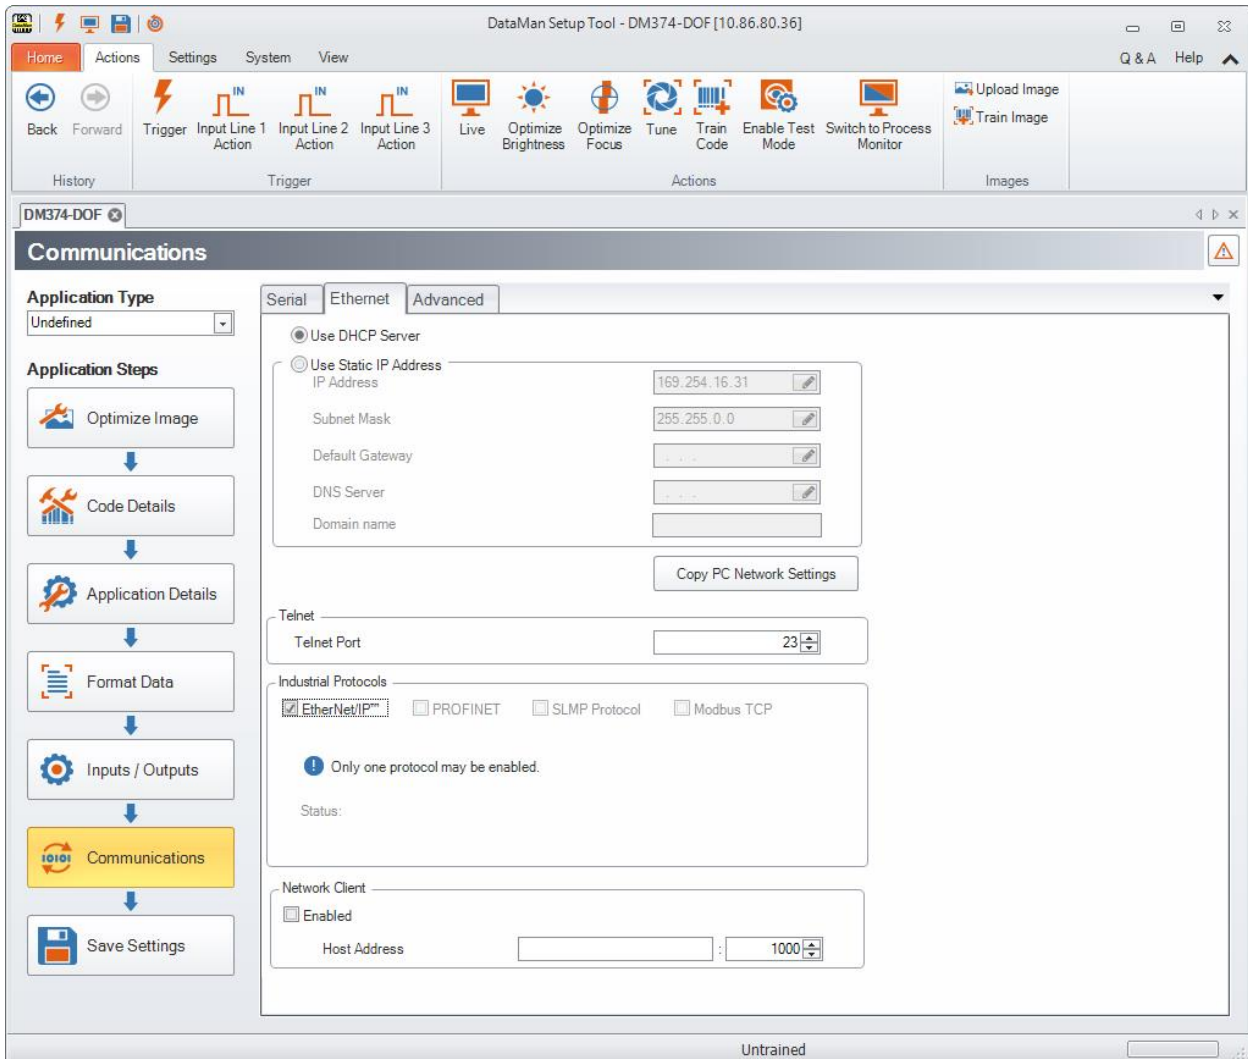 DataMan Setup Tool - DM374-DOF [10.86.80.36]
Home Actions Settings System View Q & A Help
Back Forward Trigger Input Line 1 Action Input Line 2 Action Input Line 3 Action Live Optimize Brightness Optimize Focus Tune Train Code Enable Test Mode Switch to Process Monitor Upload Image
Train Image
IN IN IN
History Trigger Actions Images
DM374-DOF
Communications
Application Type
Undefined
Application Steps
Optimize Image
Code Details
Application Details
Format Data
Inputs / Outputs
10101 Communications
Save Settings
Serial Ethernet Advanced
Use DHCP Server
Use Static IP Address
IP Address 169.254.16.31
Subnet Mask 255.255.0.0
Default Gateway . . .
DNS Server . . .
Domain name
Copy PC Network Settings
Telnet
Telnet Port 23
Industrial Protocols
EtherNet/IP™ PROFINET SLMP Protocol Modbus TCP
Only one protocol may be enabled.
Status:
Network Client
Enabled
Host Address : 1000
Untrained